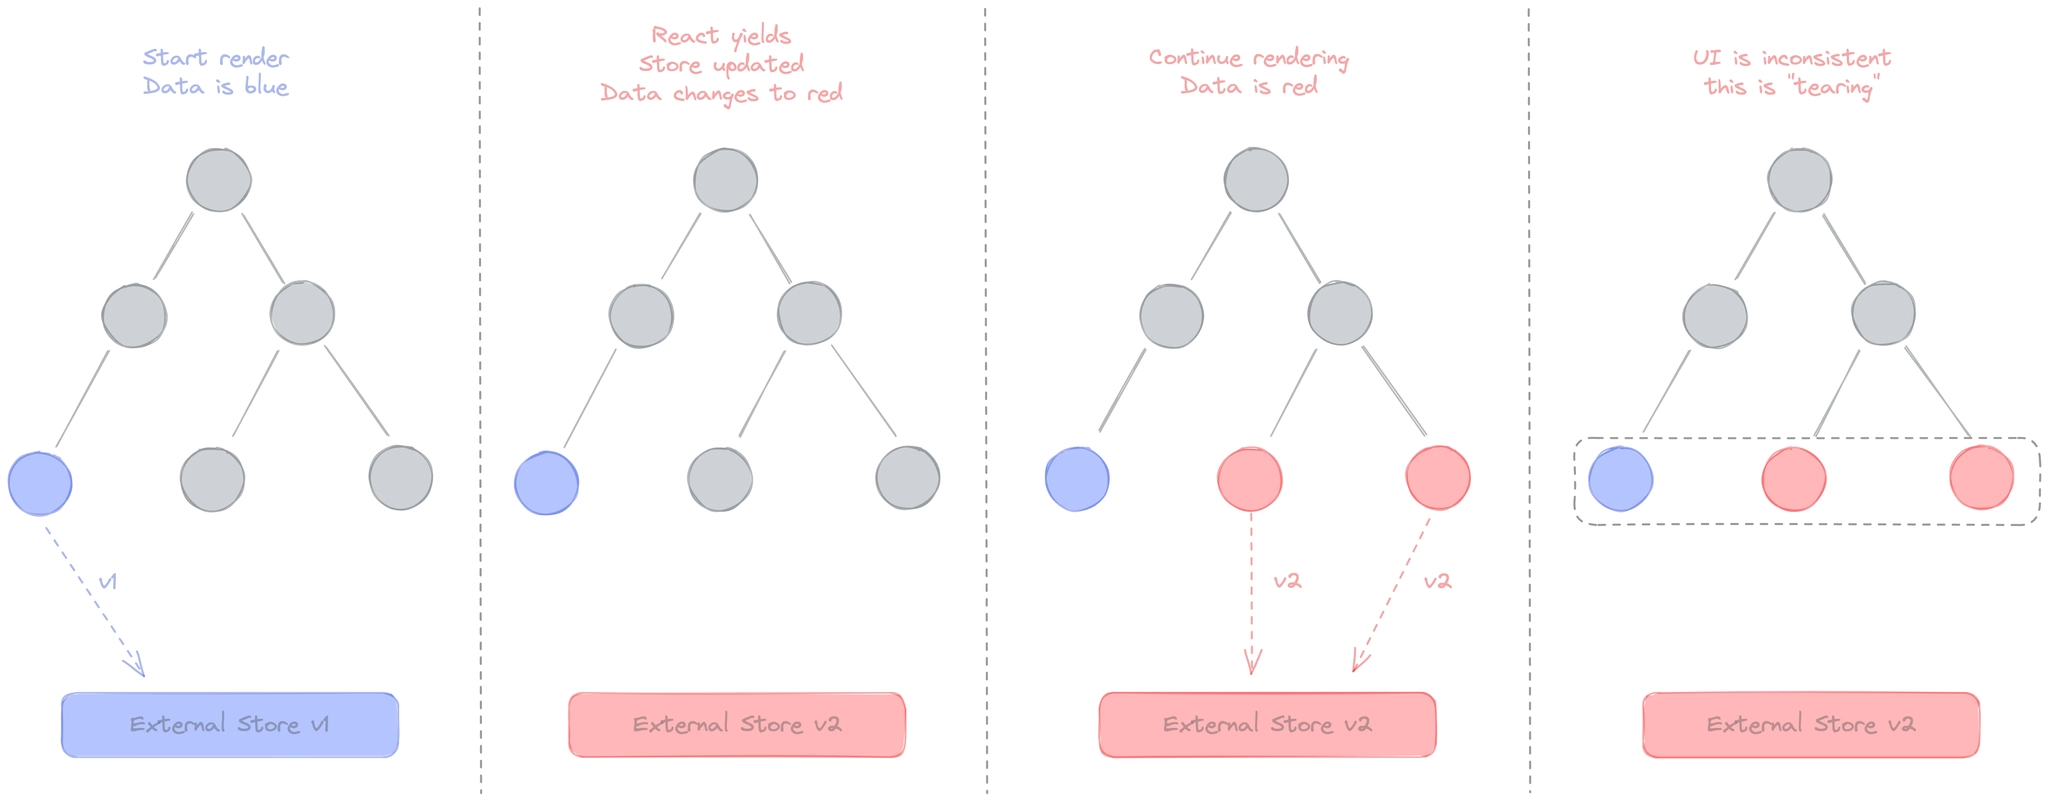 Start render
Data is blue
v1
External Store v1
React yields
Store updated
Data changes to red
External Store v2
Continue rendering
Data is red
v2
v2
External Store v2
UI is inconsistent
this is "tearing"
External Store v2